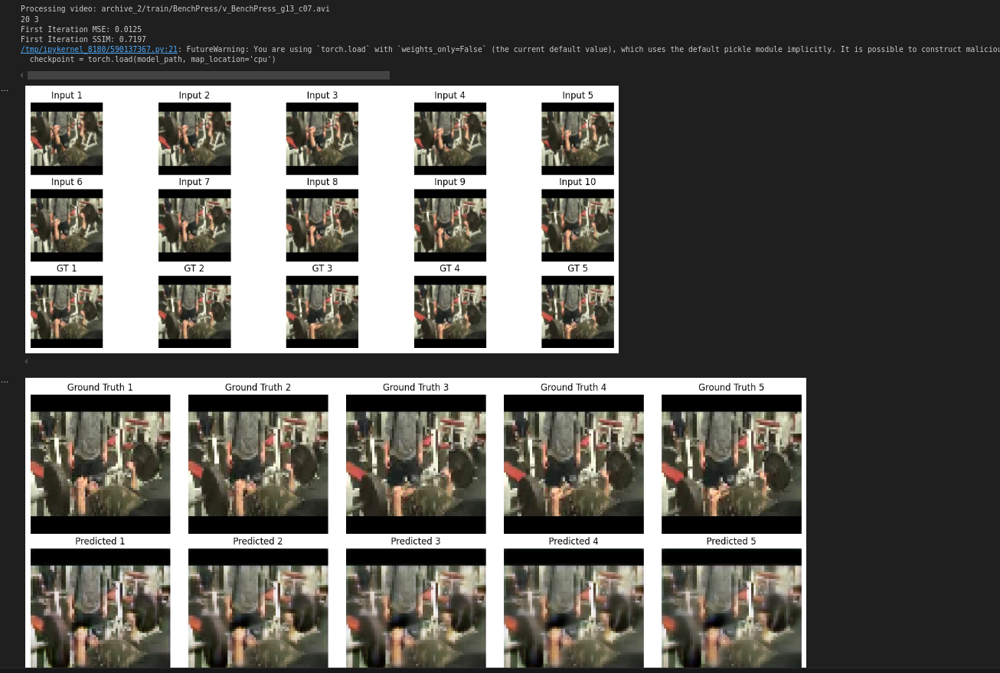 Processing video: archive_2/train/BenchPress/v_BenchPress_g13_c07.avi
20 3
First Iteration MSE: 0.0125
First Iteration SSIM: 0.7197
/tmp/ipykernel_8180/590137367.py:21: FutureWarning: You are using `torch.load` with `weights_only=False` (the current default value), which uses the default pickle module implicitly. It is possible to construct
checkpoint = torch.load(model_path, map_location='cpu')
...
Input 1 Input 2 Input 3 Input 4 Input 5
Input 6 Input 7 Input 8 Input 9 Input 10
GT 1 GT 2 GT 3 GT 4 GT 5
...
Ground Truth 1 Ground Truth 2 Ground Truth 3 Ground Truth 4 Ground Truth 5
Predicted 1 Predicted 2 Predicted 3 Predicted 4 Predicted 5